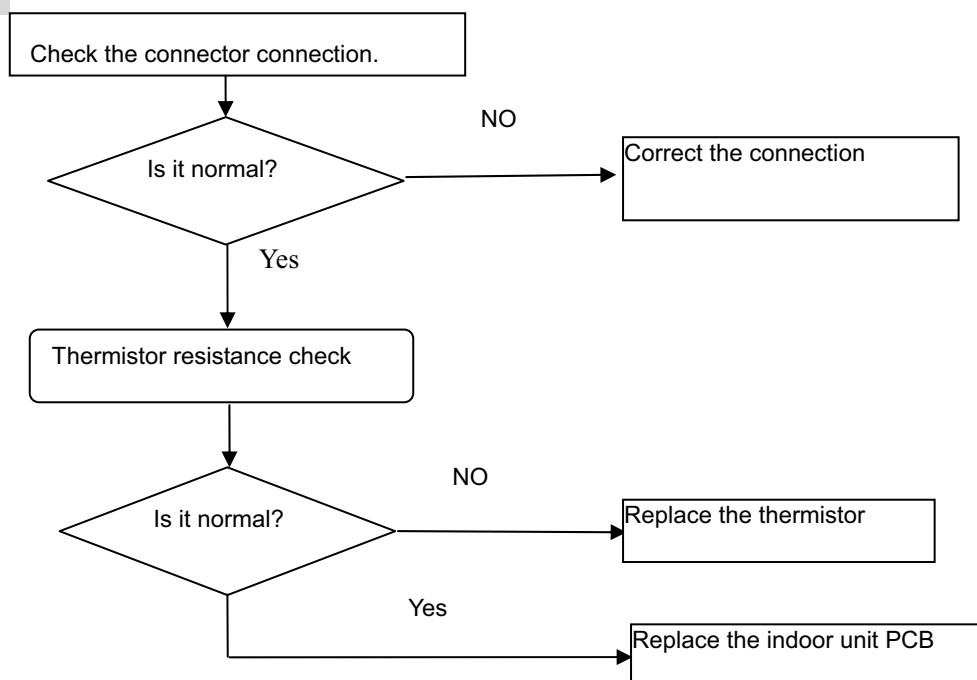 Check the connector connection.
NO
Is it normal?
Correct the connection
Yes
Thermistor resistance check
NO
Is it normal?
Replace the thermistor
Yes
Replace the indoor unit PCB